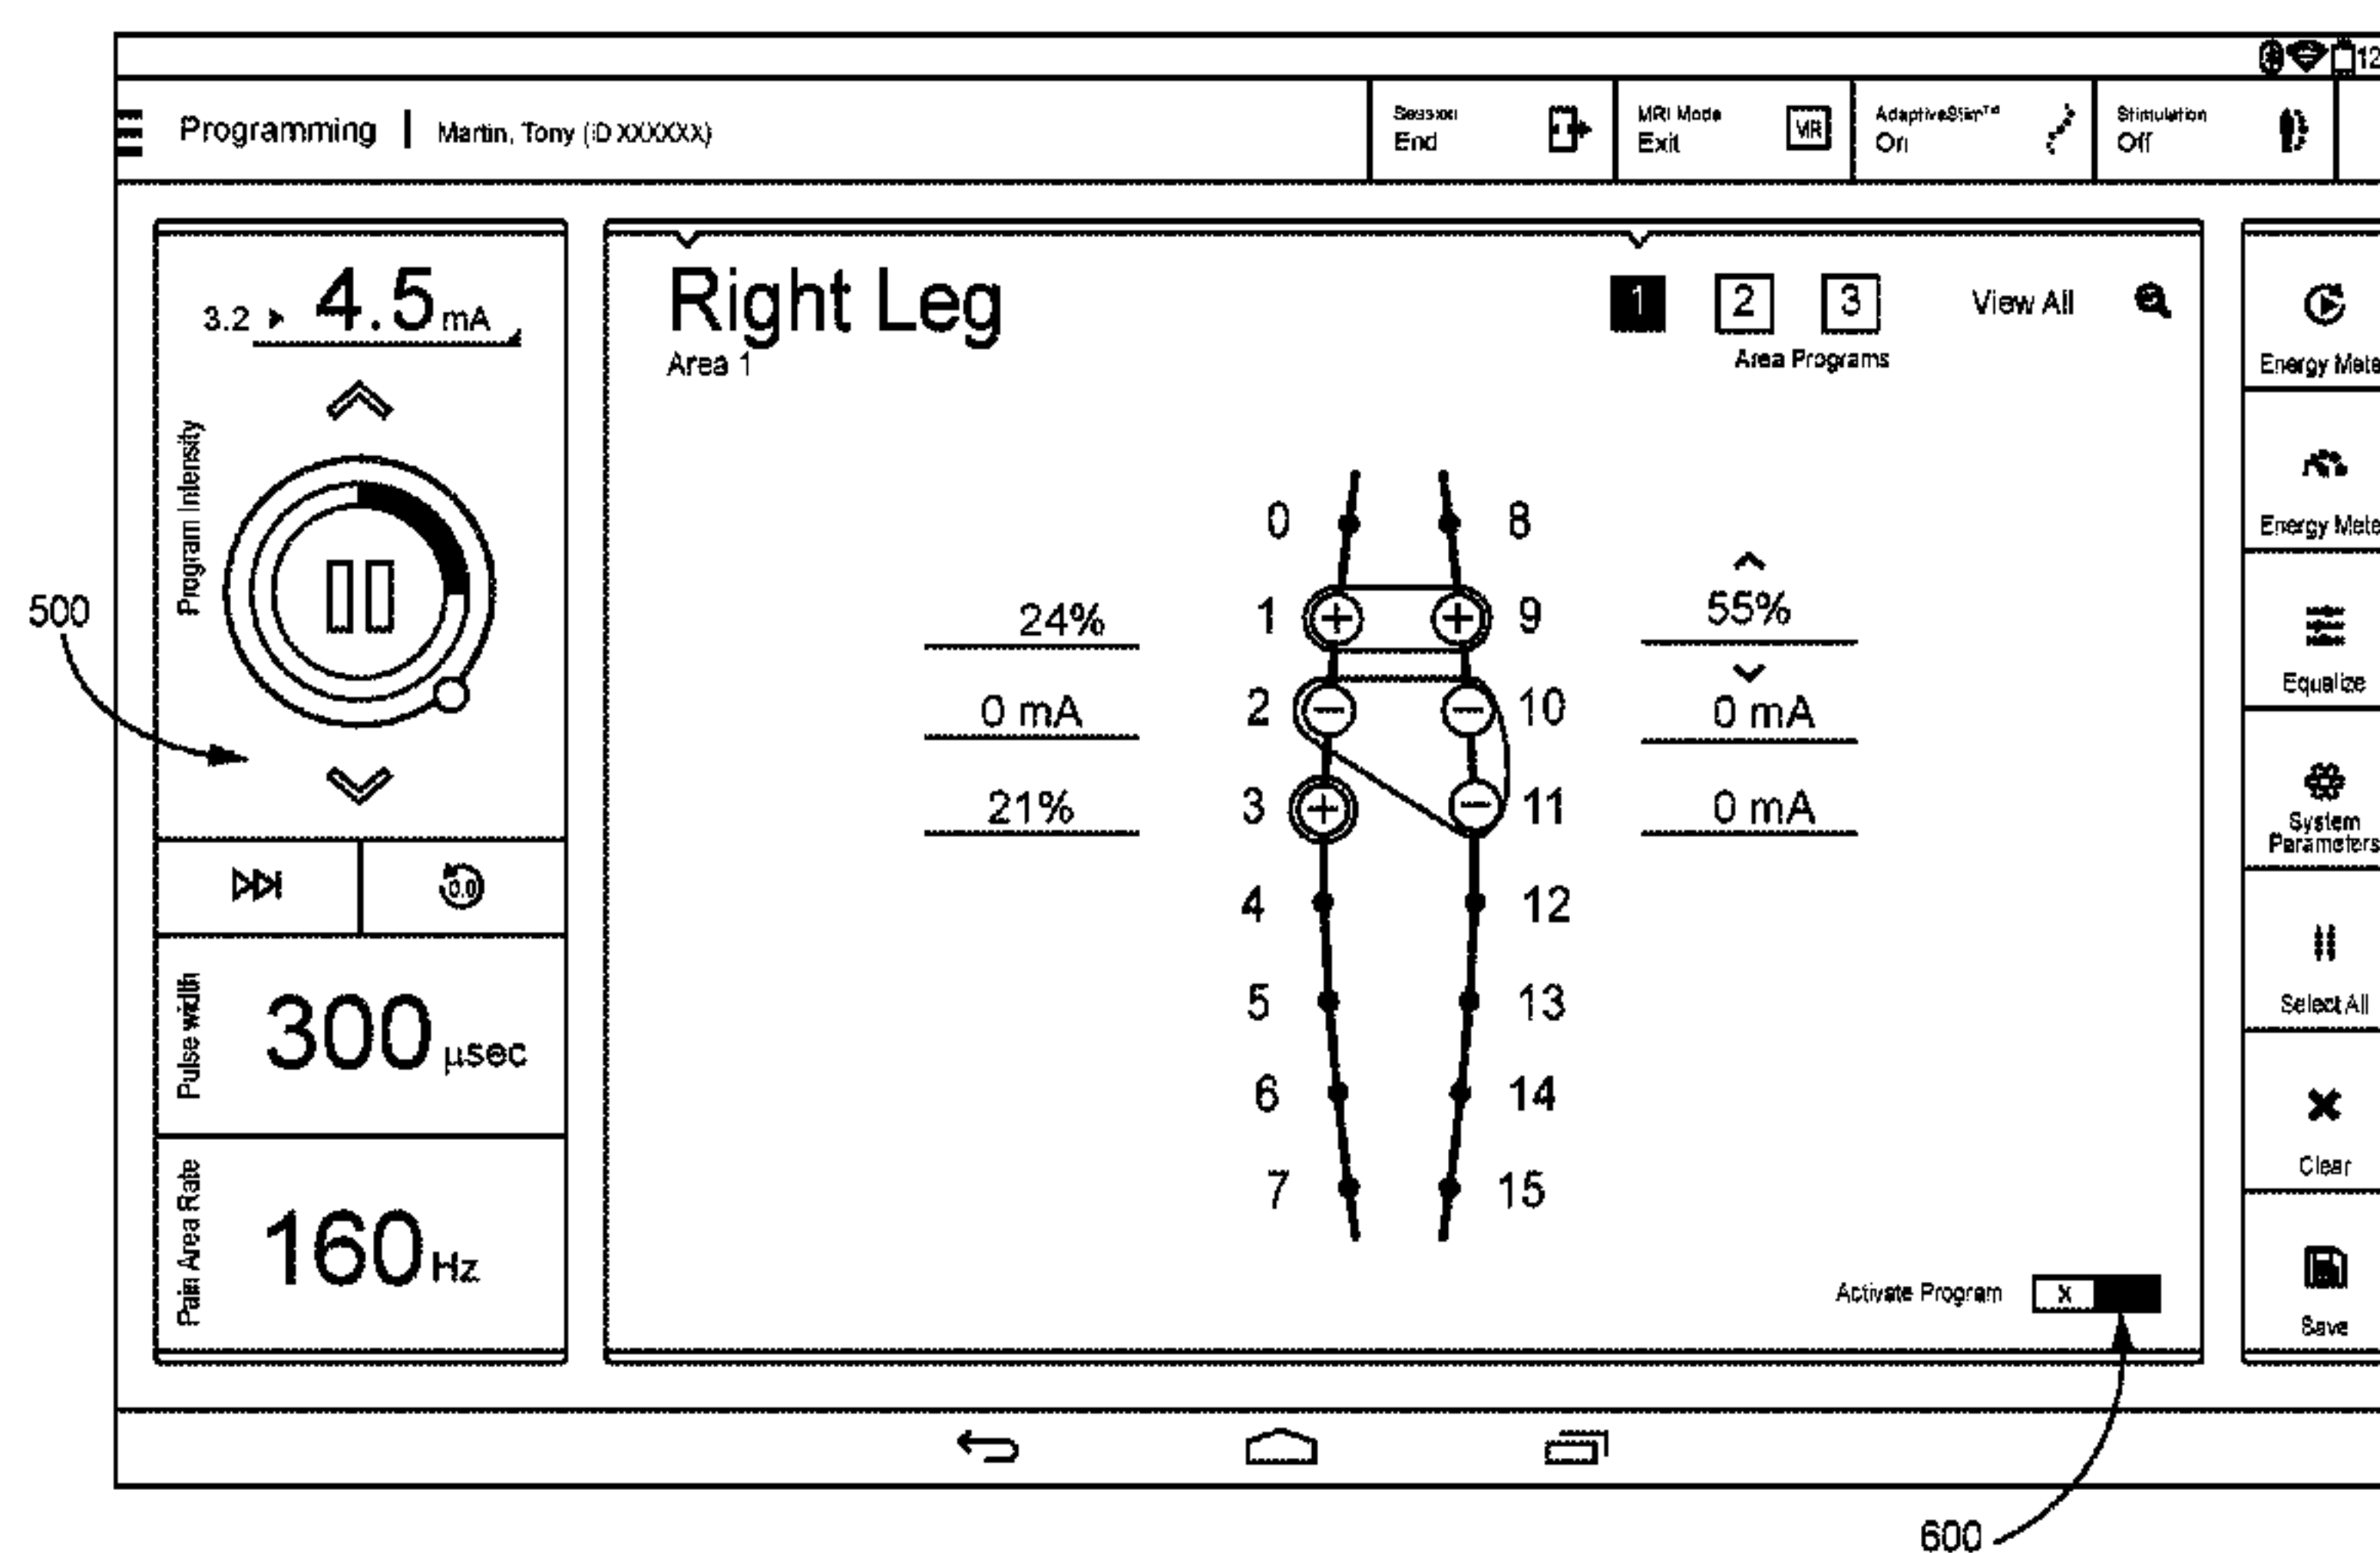 12
Programming | Martin, Tony (ID XXXXXX)
Session
End
MRI Mode
Exit
MR
AdaptiveStim™
On
Stimulation
Off
3.2 ▸ 4.5 mA
Program Intensity
0.0
Pulse width
300 µsec
Pain Area Rate
160 Hz
500
Right Leg
Area 1
1 2 3
Area Programs
View All
0 8
24% 1 + + 9 55%
0 mA 2 − − 10 0 mA
21% 3 + − 11 0 mA
4 12
5 13
6 14
7 15
Activate Program X
Energy Mete
Energy Mete
Equalize
System
Parameters
Select All
Clear
Save
600